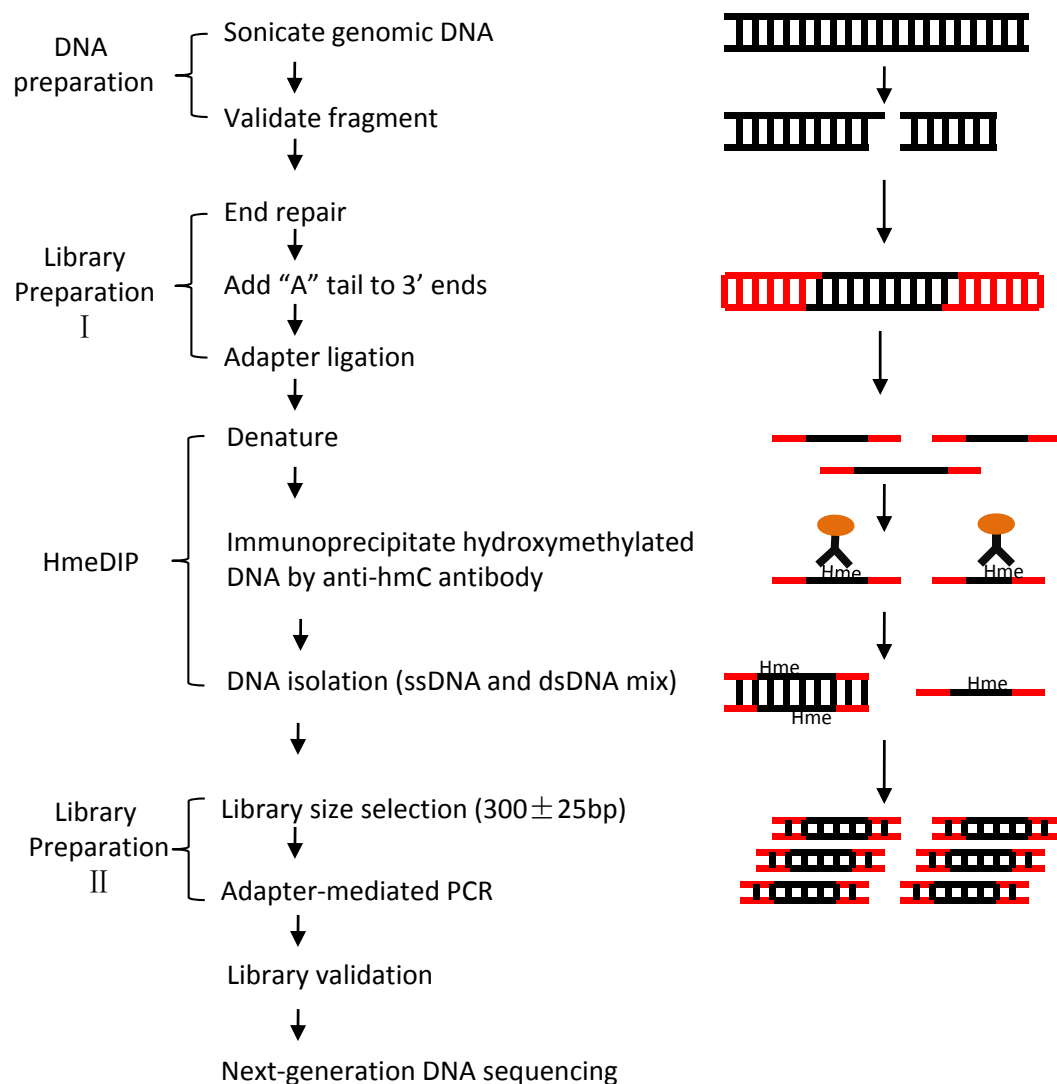 DNA
preparation
Sonicate genomic DNA
Validate fragment
Library
Preparation
Ⅰ
End repair
Add “A” tail to 3’ ends
Adapter ligation
HmeDIP
Denature
Immunoprecipitate hydroxymethylated
DNA by anti-hmC antibody
DNA isolation (ssDNA and dsDNA mix)
Hme
Hme
Hme
Hme
Hme
Library
Preparation
Ⅱ
Library size selection (300±25bp)
Adapter-mediated PCR
Library validation
Next-generation DNA sequencing